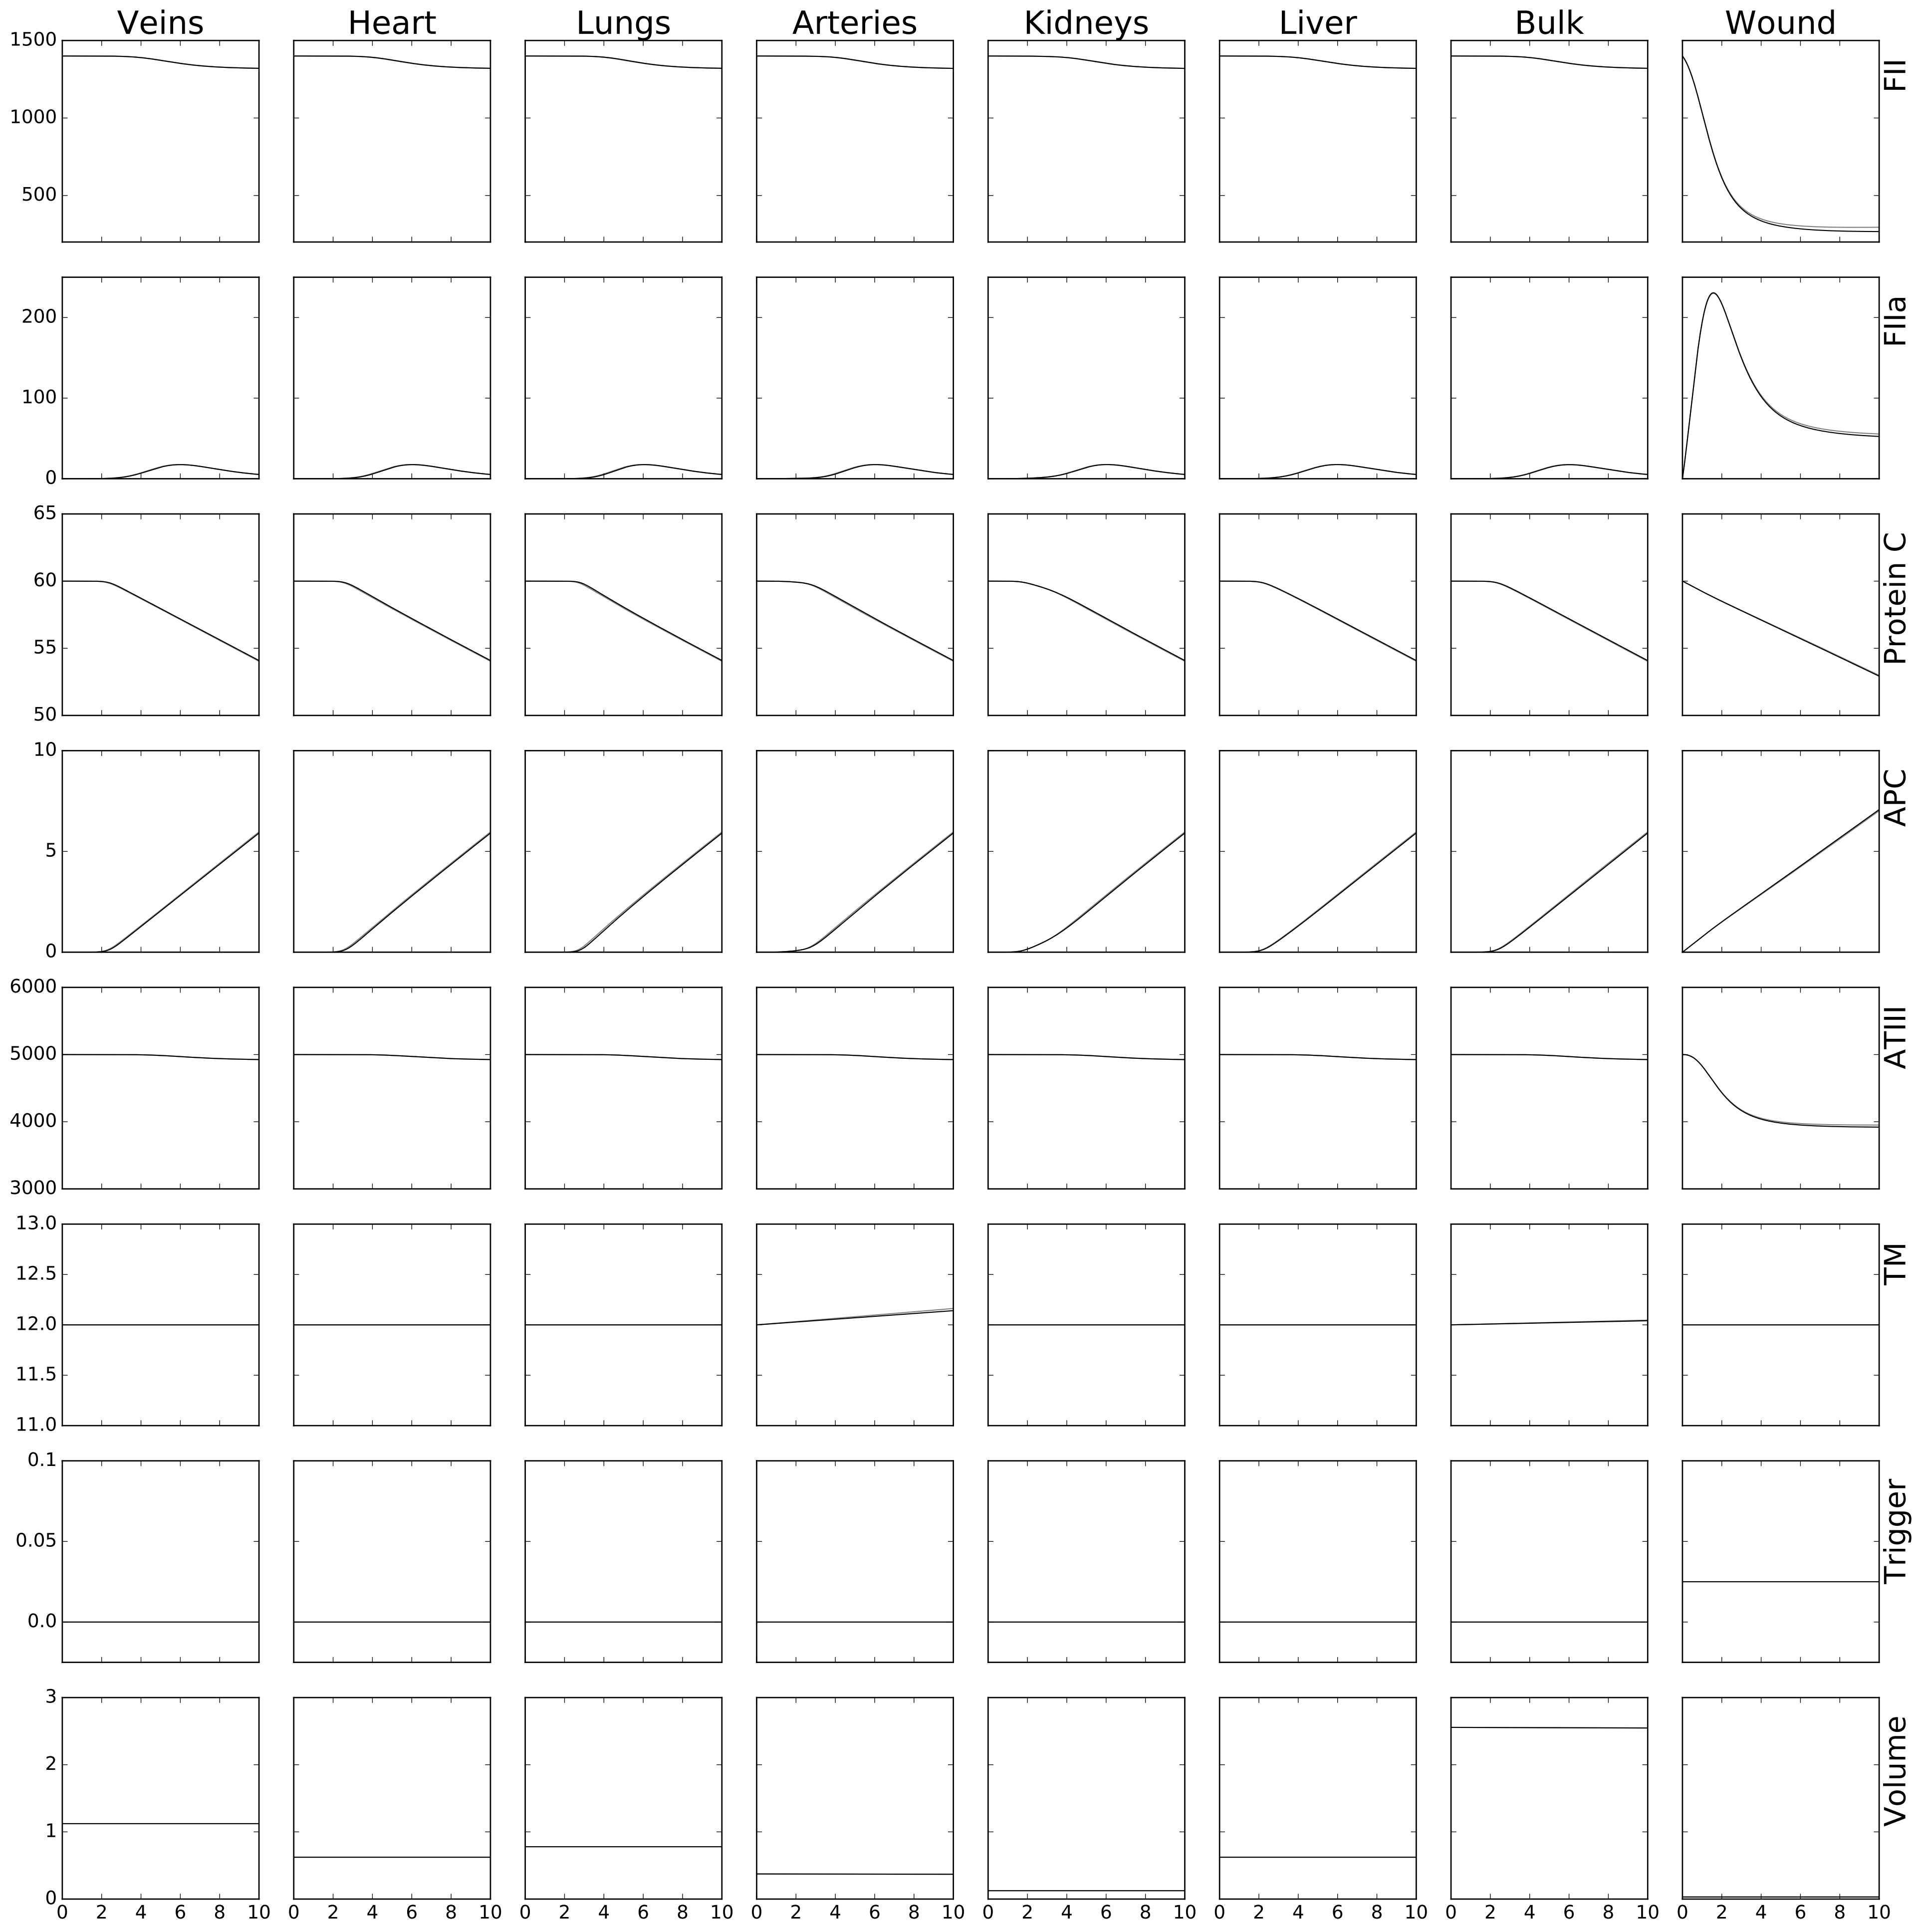 Veins Heart Lungs Arteries Kidneys Liver Bulk Wound
1500
1000
500
FII
200
100
0
FIIa
65
60
55
50
Protein C
10
5
0
APC
6000
5000
4000
3000
ATIII
13.0
12.5
12.0
11.5
11.0
TM
0.1
0.05
0.0
Trigger
3
2
1
0
Volume
0 2 4 6 8 10 0 2 4 6 8 10 0 2 4 6 8 10 0 2 4 6 8 10 0 2 4 6 8 10 0 2 4 6 8 10 0 2 4 6 8 10 0 2 4 6 8 10